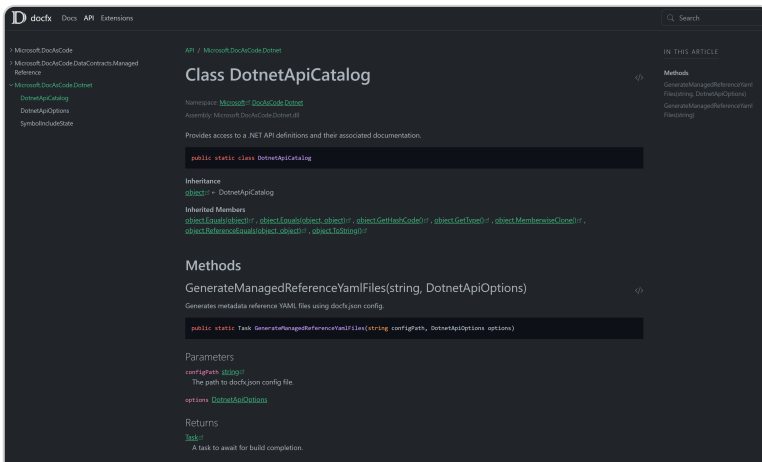 docfx Docs API Extensions Search
Microsoft.DocAsCode
Microsoft.DocAsCode.DataContracts.Managed
Reference
Microsoft.DocAsCode.Dotnet
DotnetApiCatalog
DotnetApiOptions
SymbolIncludeState
API / Microsoft.DocAsCode.Dotnet
Class DotnetApiCatalog
Namespace: Microsoft.DocAsCode.Dotnet
Assembly: Microsoft.DocAsCode.Dotnet.dll
Provides access to a .NET API definitions and their associated documentation.
public static class DotnetApiCatalog
Inheritance
object ← DotnetApiCatalog
Inherited Members
object.Equals(object) , object.Equals(object, object) , object.GetHashCode() , object.GetType() , object.MemberwiseClone() ,
object.ReferenceEquals(object, object) , object.ToString()
Methods
GenerateManagedReferenceYamlFiles(string, DotnetApiOptions)
Generates metadata reference YAML files using docfx.json config.
public static Task GenerateManagedReferenceYamlFiles(string configPath, DotnetApiOptions options)
Parameters
configPath string
The path to docfx.json config file.
options DotnetApiOptions
Returns
Task
A task to await for build completion.
IN THIS ARTICLE
Methods
GenerateManagedReferenceYaml
Files(string, DotnetApiOptions)
GenerateManagedReferenceYaml
Files(string)